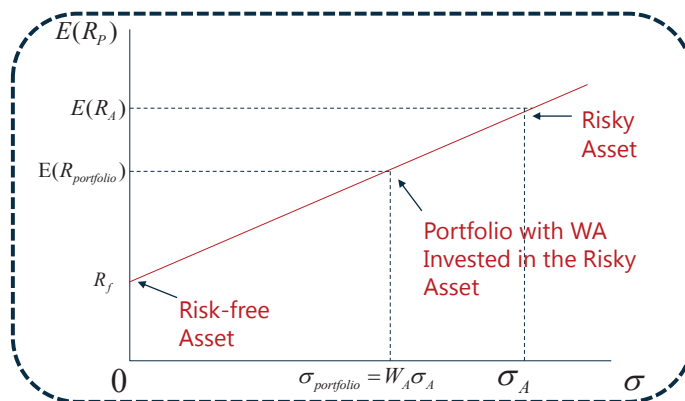 E(R_P)
E(R_A)
Risky
Asset
E(R_portfolio)
Portfolio with WA
Invested in the Risky
Asset
R_f
Risk-free
Asset
0
σ_portfolio = W_A σ_A
σ_A
σ